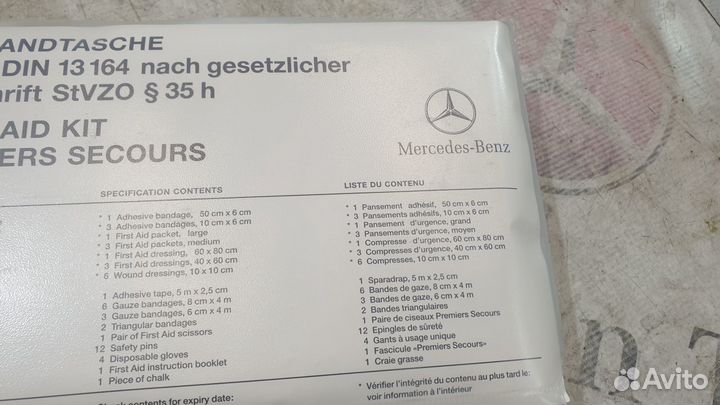 ANDTASCHE
DIN 13 164 nach gesetzlicher
hrift StVZO § 35 h
AID KIT
IERS SECOURS
Mercedes-Benz
SPECIFICATION CONTENTS
* 1 Adhesive bandage, 50 cm x 6 cm
* 3 Adhesive bandages, 10 cm x 6 cm
* 1 First Aid packet, large
* 3 First Aid packets, medium
* 1 First Aid dressing, 60 x 80 cm
* 3 First Aid dressings, 40 x 60 cm
* 6 Wound dressings, 10 x 10 cm
1 Adhesive tape, 5 m x 2,5 cm
6 Gauze bandages, 8 cm x 4 m
3 Gauze bandages, 6 cm x 4 m
2 Triangular bandages
1 Pair of First Aid scissors
12 Safety pins
4 Disposable gloves
1 First Aid instruction booklet
1 Piece of chalk
contents for expiry date:
LISTE DU CONTENU
* 1 Pansement adhésif, 50 cm x 6 cm
* 3 Pansements adhésifs, 10 cm x 6 cm
* 1 Pansement d'urgence, grand
* 3 Pansements d'urgence, moyen
* 1 Compresse d'urgence, 60 cm x 80 cm
* 3 Compresses d'urgence, 40 cm x 60 cm
* 6 Compresses, 10 cm x 10 cm
1 Sparadrap, 5 m x 2,5 cm
6 Bandes de gaze, 8 cm x 4 m
3 Bandes de gaze, 6 cm x 4 m
2 Bandes triangulaires
1 Paire de ciseaux Premiers Secours
12 Epingles de sûreté
4 Gants à usage unique
1 Fascicule «Premiers Secours»
1 Craie grasse
* Vérifier l'intégrité du contenu au plus tard le:
voir information à l'intérieur
Avito